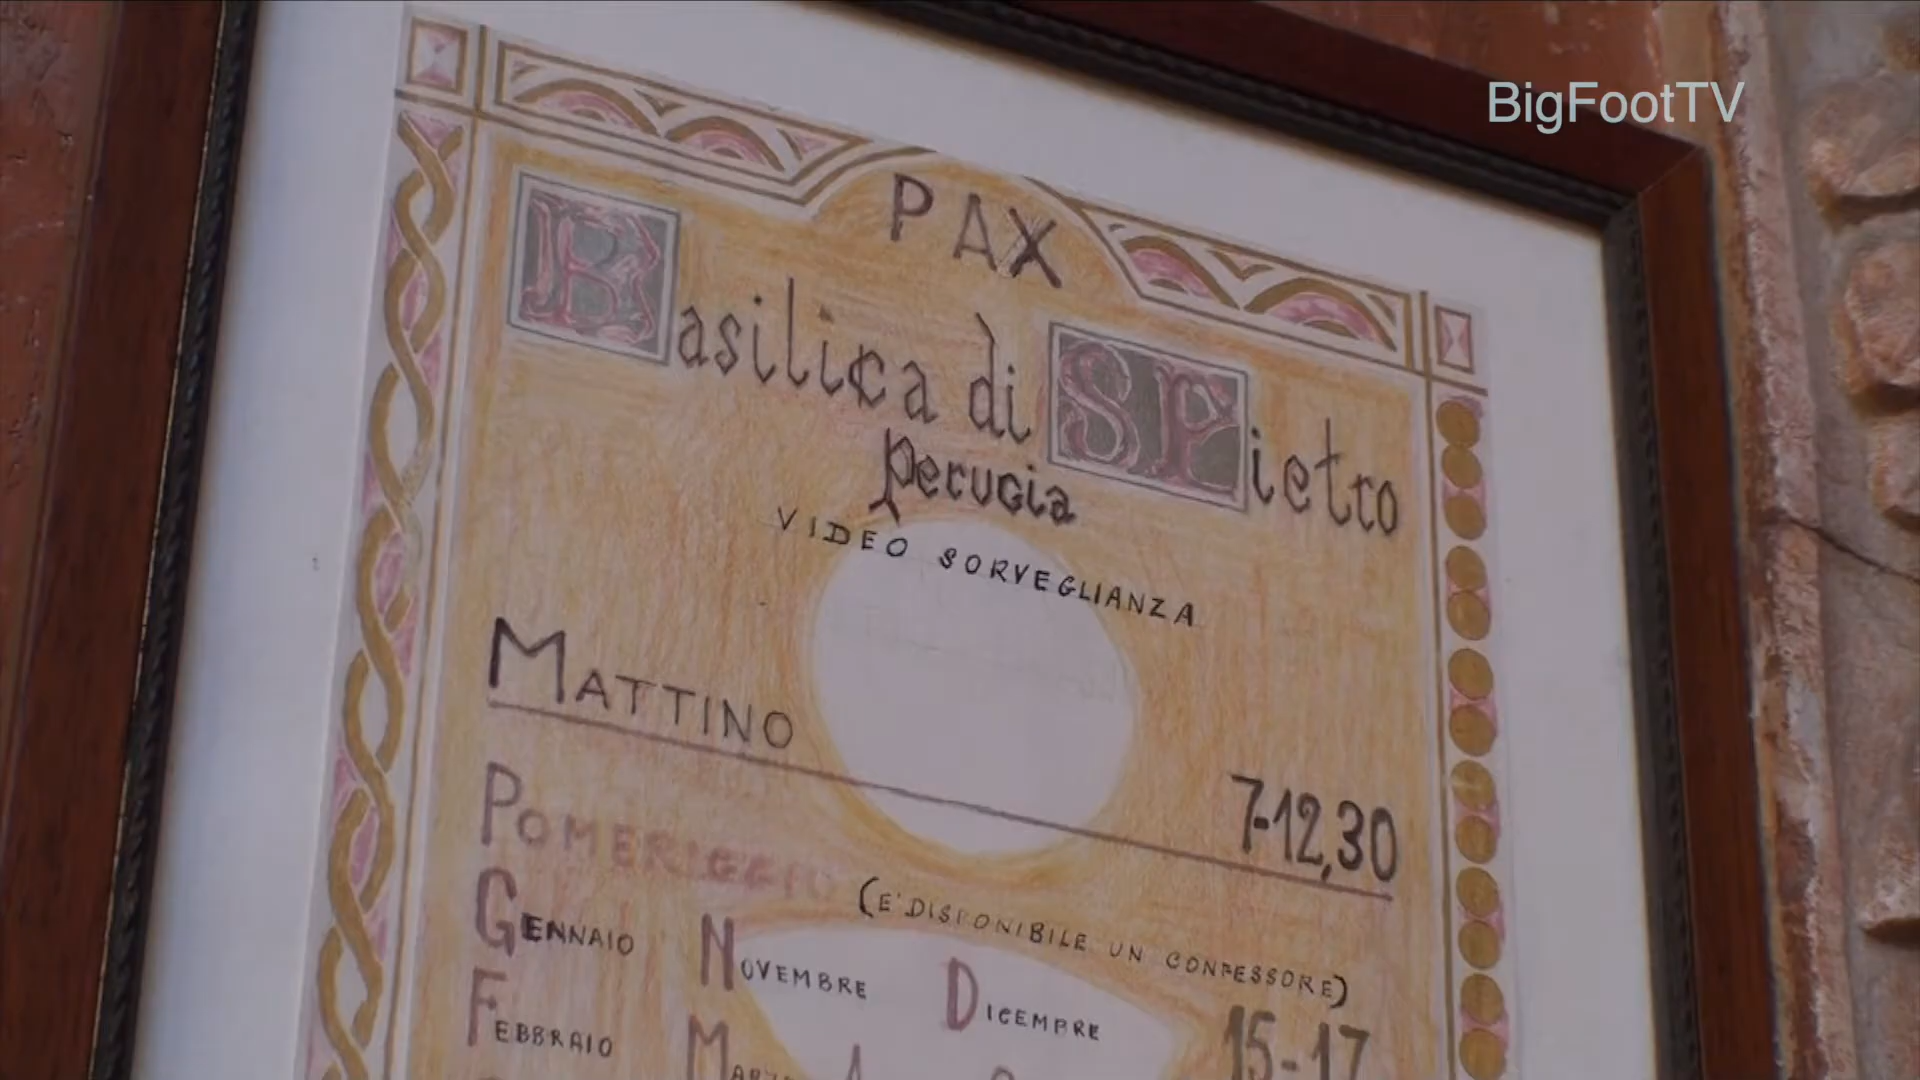 BigFootTV
PAX
Basilica di S Pietro
Perugia
VIDEO SORVEGLIANZA
MATTINO 7-12,30
POMERIGGIO (E' DISPONIBILE UN CONFESSORE)
GENNAIO NOVEMBRE DICEMPRE 15-17
FEBBRAIO